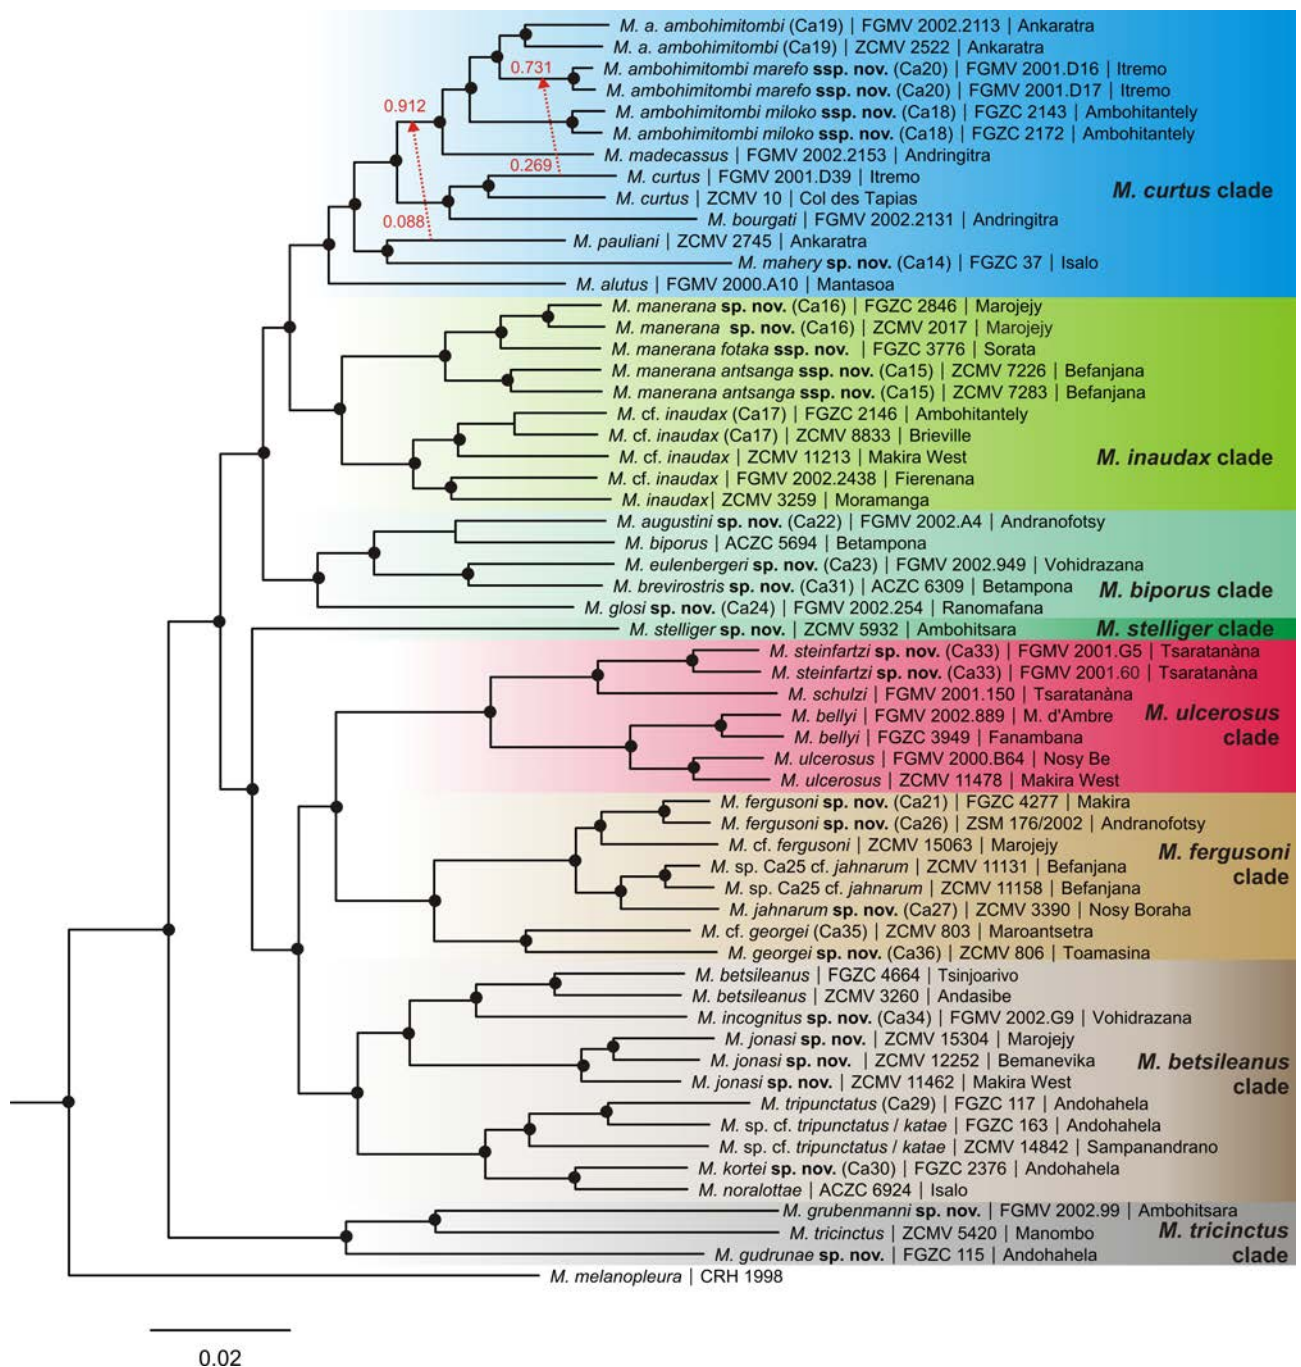 M. a. ambohimitombi (Ca19) | FGMV 2002.2113 | Ankaratra
M. a. ambohimitombi (Ca19) | ZCMV 2522 | Ankaratra
0.731
M. ambohimitombi marefo ssp. nov. (Ca20) | FGMV 2001.D16 | Itremo
M. ambohimitombi marefo ssp. nov. (Ca20) | FGMV 2001.D17 | Itremo
0.912
M. ambohimitombi miloko ssp. nov. (Ca18) | FGZC 2143 | Ambohitantely
M. ambohimitombi miloko ssp. nov. (Ca18) | FGZC 2172 | Ambohitantely
M. madecassus | FGMV 2002.2153 | Andringitra
0.269
M. curtus | FGMV 2001.D39 | Itremo
M. curtus clade
M. curtus | ZCMV 10 | Col des Tapias
0.088
M. bourgati | FGMV 2002.2131 | Andringitra
M. pauliani | ZCMV 2745 | Ankaratra
M. mahery sp. nov. (Ca14) | FGZC 37 | Isalo
M. alutus | FGMV 2000.A10 | Mantasoa
M. manerana sp. nov. (Ca16) | FGZC 2846 | Marojejy
M. manerana sp. nov. (Ca16) | ZCMV 2017 | Marojejy
M. manerana fotaka ssp. nov. | FGZC 3776 | Sorata
M. manerana antsanga ssp. nov. (Ca15) | ZCMV 7226 | Befanjana
M. manerana antsanga ssp. nov. (Ca15) | ZCMV 7283 | Befanjana
M. cf. inaudax (Ca17) | FGZC 2146 | Ambohitantely
M. cf. inaudax (Ca17) | ZCMV 8833 | Brieville
M. cf. inaudax | ZCMV 11213 | Makira West
M. inaudax clade
M. cf. inaudax | FGMV 2002.2438 | Fierenana
M. inaudax| ZCMV 3259 | Moramanga
M. augustini sp. nov. (Ca22) | FGMV 2002.A4 | Andranofotsy
M. biporus | ACZC 5694 | Betampona
M. eulenbergeri sp. nov. (Ca23) | FGMV 2002.949 | Vohidrazana
M. brevirostris sp. nov. (Ca31) | ACZC 6309 | Betampona
M. biporus clade
M. glosi sp. nov. (Ca24) | FGMV 2002.254 | Ranomafana
M. stelliger sp. nov. | ZCMV 5932 | Ambohitsara
M. stelliger clade
M. steinfartzi sp. nov. (Ca33) | FGMV 2001.G5 | Tsaratanàna
M. steinfartzi sp. nov. (Ca33) | FGMV 2001.60 | Tsaratanàna
M. schulzi | FGMV 2001.150 | Tsaratanàna
M. bellyi | FGMV 2002.889 | M. d'Ambre
M. bellyi | FGZC 3949 | Fanambana
M. ulcerosus
clade
M. ulcerosus | FGMV 2000.B64 | Nosy Be
M. ulcerosus | ZCMV 11478 | Makira West
M. fergusoni sp. nov. (Ca21) | FGZC 4277 | Makira
M. fergusoni sp. nov. (Ca26) | ZSM 176/2002 | Andranofotsy
M. cf. fergusoni | ZCMV 15063 | Marojejy
M. sp. Ca25 cf. jahnarum | ZCMV 11131 | Befanjana
M. fergusoni
clade
M. sp. Ca25 cf. jahnarum | ZCMV 11158 | Befanjana
M. jahnarum sp. nov. (Ca27) | ZCMV 3390 | Nosy Boraha
M. cf. georgei (Ca35) | ZCMV 803 | Maroantsetra
M. georgei sp. nov. (Ca36) | ZCMV 806 | Toamasina
M. betsileanus | FGZC 4664 | Tsinjoarivo
M. betsileanus | ZCMV 3260 | Andasibe
M. incognitus sp. nov. (Ca34) | FGMV 2002.G9 | Vohidrazana
M. jonasi sp. nov. | ZCMV 15304 | Marojejy
M. jonasi sp. nov. | ZCMV 12252 | Bemanevika
M. betsileanus
clade
M. jonasi sp. nov. | ZCMV 11462 | Makira West
M. tripunctatus (Ca29) | FGZC 117 | Andohahela
M. sp. cf. tripunctatus / katae | FGZC 163 | Andohahela
M. sp. cf. tripunctatus / katae | ZCMV 14842 | Sampanandrano
M. kortei sp. nov. (Ca30) | FGZC 2376 | Andohahela
M. noralottae | ACZC 6924 | Isalo
M. grubenmanni sp. nov. | FGMV 2002.99 | Ambohitsara
M. tricinctus | ZCMV 5420 | Manombo
M. tricinctus
clade
M. gudrunae sp. nov. | FGZC 115 | Andohahela
M. melanopleura | CRH 1998
0.02